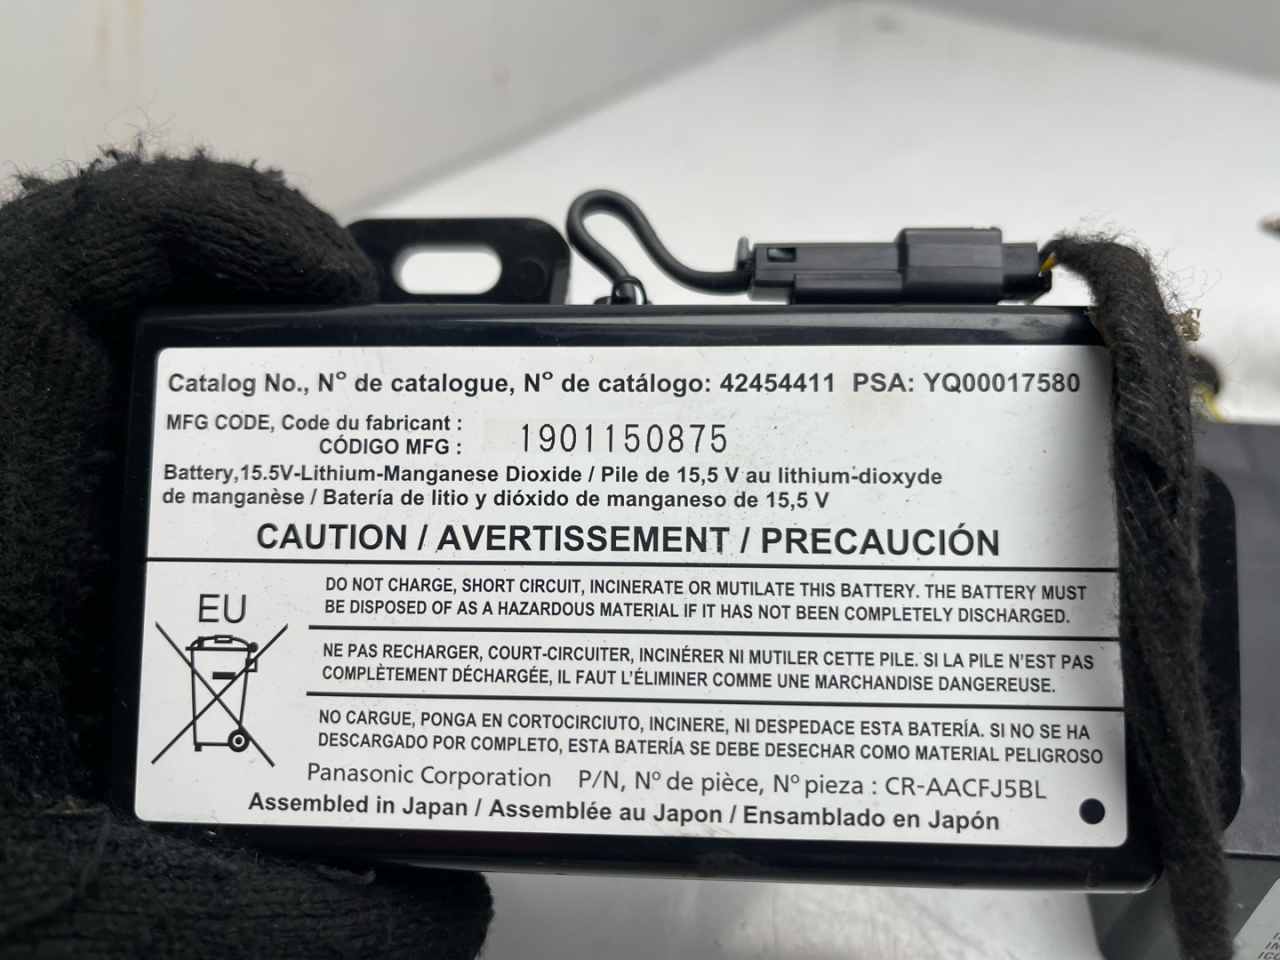 Catalog No., Nº de catalogue, Nº de catálogo: 42454411 PSA: YQ00017580
MFG CODE, Code du fabricant :
CÓDIGO MFG : 1901150875
Battery,15.5V-Lithium-Manganese Dioxide / Pile de 15,5 V au lithium-dioxyde
de manganèse / Batería de litio y dióxido de manganeso de 15,5 V
CAUTION / AVERTISSEMENT / PRECAUCIÓN
EU
DO NOT CHARGE, SHORT CIRCUIT, INCINERATE OR MUTILATE THIS BATTERY. THE BATTERY MUST
BE DISPOSED OF AS A HAZARDOUS MATERIAL IF IT HAS NOT BEEN COMPLETELY DISCHARGED.
NE PAS RECHARGER, COURT-CIRCUITER, INCINÉRER NI MUTILER CETTE PILE. SI LA PILE N'EST PAS
COMPLÈTEMENT DÉCHARGÉE, IL FAUT L'ÉLIMINER COMME UNE MARCHANDISE DANGEREUSE.
NO CARGUE, PONGA EN CORTOCIRCIUTO, INCINERE, NI DESPEDACE ESTA BATERÍA. SI NO SE HA
DESCARGADO POR COMPLETO, ESTA BATERÍA SE DEBE DESECHAR COMO MATERIAL PELIGROSO
Panasonic Corporation P/N, Nº de pièce, Nº pieza : CR-AACFJ5BL
Assembled in Japan / Assemblée au Japon / Ensamblado en Japón